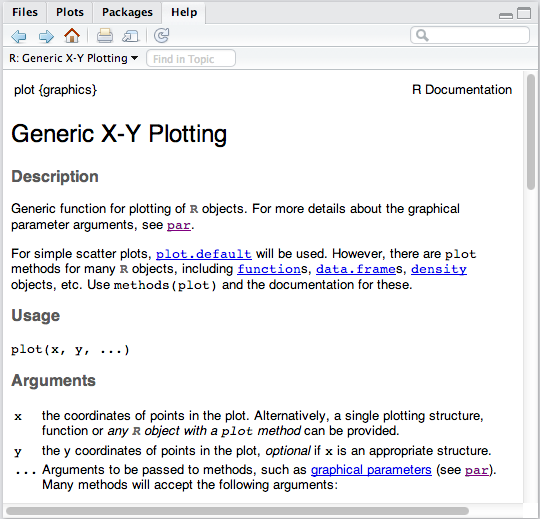 Files Plots Packages Help
R: Generic X-Y Plotting Find in Topic
plot {graphics} R Documentation
Generic X-Y Plotting
Description
Generic function for plotting of R objects. For more details about the graphical
parameter arguments, see par.
For simple scatter plots, plot.default will be used. However, there are plot
methods for many R objects, including functions, data.frames, density
objects, etc. Use methods(plot) and the documentation for these.
Usage
plot(x, y, ...)
Arguments
x the coordinates of points in the plot. Alternatively, a single plotting structure,
function or any R object with a plot method can be provided.
y the y coordinates of points in the plot, optional if x is an appropriate structure.
... Arguments to be passed to methods, such as graphical parameters (see par).
Many methods will accept the following arguments: